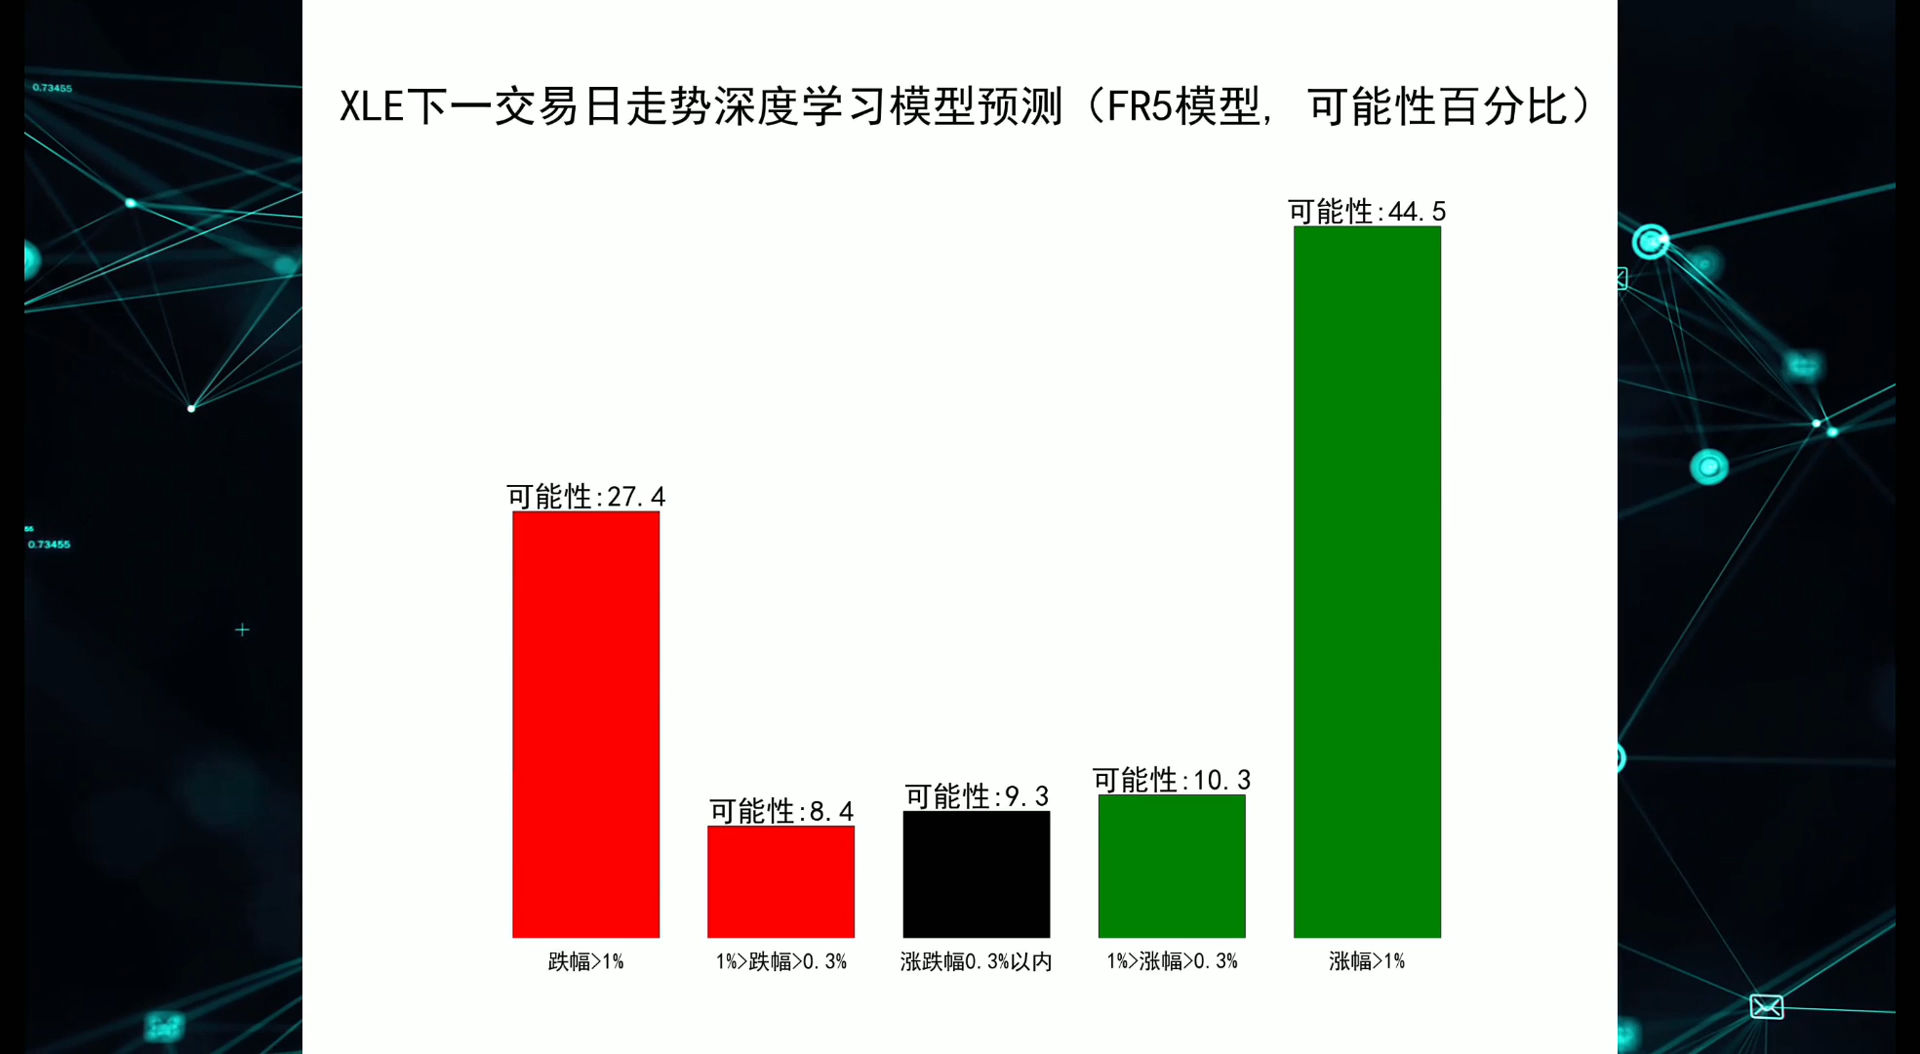 0.73455
XLE下一交易日走势深度学习模型预测（FR5模型, 可能性百分比）
可能性:44.5
可能性:27.4
0.73455
可能性:10.3
可能性:9.3
可能性:8.4
跌幅>1%
1%>跌幅>0.3%
涨跌幅0.3%以内
1%>涨幅>0.3%
涨幅>1%